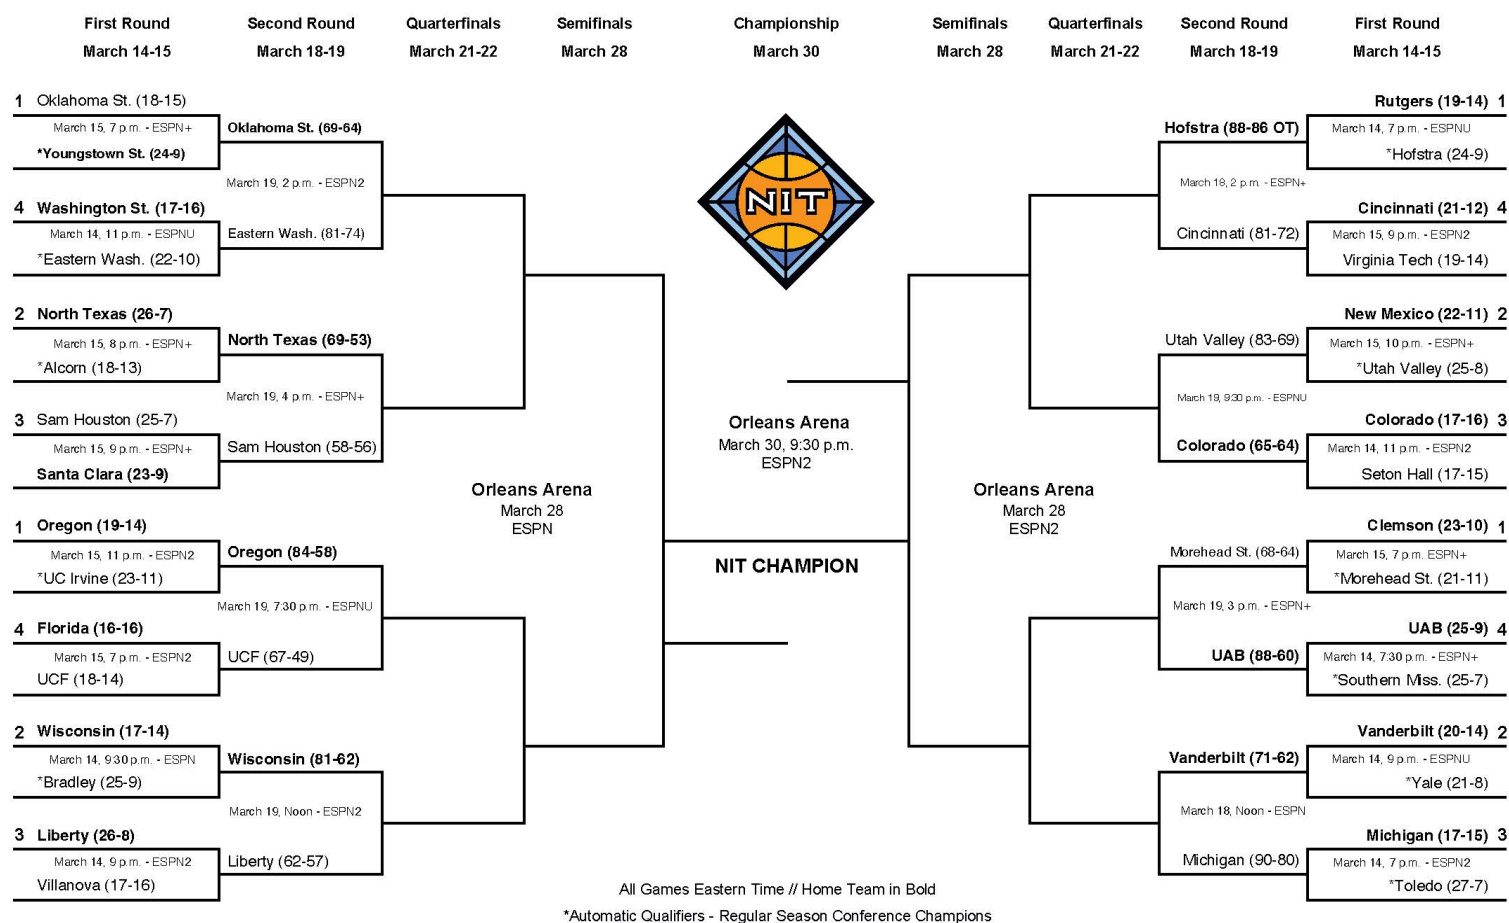 First Round
March 14-15
Second Round
March 18-19
Quarterfinals
March 21-22
Semifinals
March 28
Championship
March 30
Semifinals
March 28
Quarterfinals
March 21-22
Second Round
March 18-19
First Round
March 14-15
1 Oklahoma St. (18-15)
March 15, 7 p.m. - ESPN+
*Youngstown St. (24-9)
Oklahoma St. (69-64)
March 19, 2 p.m. - ESPN2
4 Washington St. (17-16)
March 14, 11 p.m. - ESPNU
*Eastern Wash. (22-10)
Eastern Wash. (81-74)
2 North Texas (26-7)
March 15, 8 p.m. - ESPN+
*Alcorn (18-13)
North Texas (69-53)
March 19, 4 p.m. - ESPN+
3 Sam Houston (25-7)
March 15, 9 p.m. - ESPN+
Santa Clara (23-9)
Sam Houston (58-56)
1 Oregon (19-14)
March 15, 11 p.m. - ESPN2
*UC Irvine (23-11)
Oregon (84-58)
March 19, 7:30 p.m. - ESPNU
4 Florida (16-16)
March 15, 7 p.m. - ESPN2
UCF (18-14)
UCF (67-49)
2 Wisconsin (17-14)
March 14, 9:30 p.m. - ESPN
*Bradley (25-9)
Wisconsin (81-62)
March 19, Noon - ESPN2
3 Liberty (26-8)
March 14, 9 p.m. - ESPN2
Villanova (17-16)
Liberty (62-57)
Orleans Arena
March 28
ESPN
NIT
Orleans Arena
March 30, 9:30 p.m.
ESPN2
NIT CHAMPION
Orleans Arena
March 28
ESPN2
Rutgers (19-14) 1
March 14, 7 p.m. - ESPNU
*Hofstra (24-9)
Hofstra (88-86 OT)
March 18, 2 p.m. - ESPN+
Cincinnati (21-12) 4
March 15, 9 p.m. - ESPN2
Virginia Tech (19-14)
Cincinnati (81-72)
New Mexico (22-11) 2
March 15, 10 p.m. - ESPN+
*Utah Valley (25-8)
Utah Valley (83-69)
March 19, 9:30 p.m. - ESPNU
Colorado (17-16) 3
March 14, 11 p.m. - ESPN2
Seton Hall (17-15)
Colorado (65-64)
Clemson (23-10) 1
March 15, 7 p.m. ESPN+
*Morehead St. (21-11)
Morehead St. (68-64)
March 19, 3 p.m. - ESPN+
UAB (25-9) 4
March 14, 7:30 p.m. - ESPN+
*Southern Miss. (25-7)
UAB (88-60)
Vanderbilt (20-14) 2
March 14, 9 p.m. - ESPNU
*Yale (21-8)
Vanderbilt (71-62)
March 18, Noon - ESPN
Michigan (17-15) 3
March 14, 7 p.m. - ESPN2
*Toledo (27-7)
Michigan (90-80)
All Games Eastern Time // Home Team in Bold
*Automatic Qualifiers - Regular Season Conference Champions